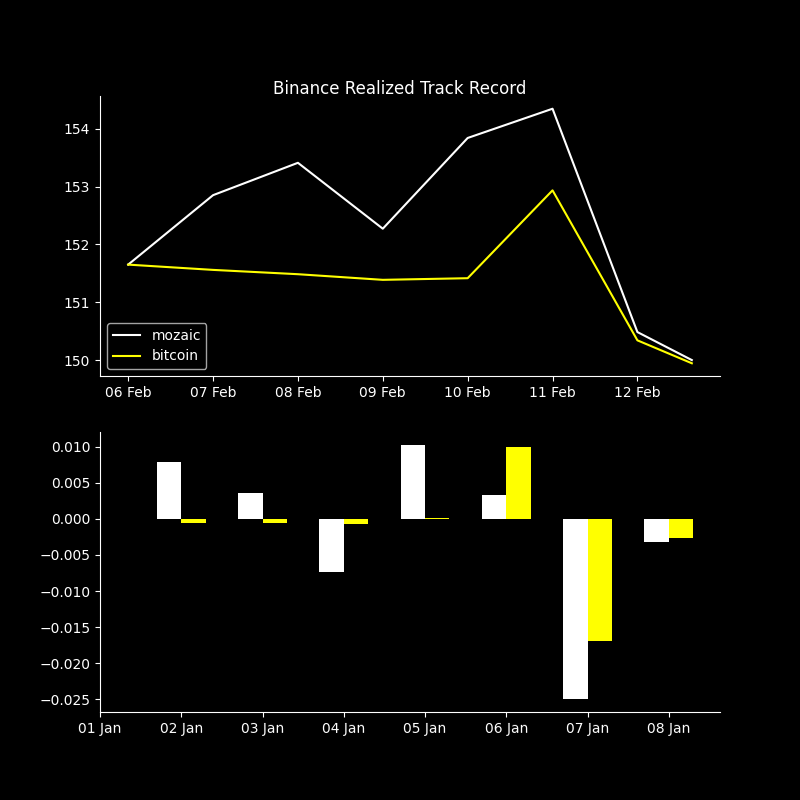 Binance Realized Track Record
154
153
152
151
150
mozaic
bitcoin
06 Feb 07 Feb 08 Feb 09 Feb 10 Feb 11 Feb 12 Feb
0.010
0.005
0.000
−0.005
−0.010
−0.015
−0.020
−0.025
01 Jan 02 Jan 03 Jan 04 Jan 05 Jan 06 Jan 07 Jan 08 Jan